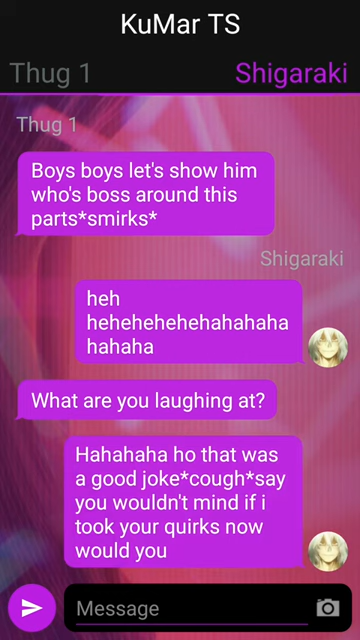 KuMar TS
Thug 1
Shigaraki
Thug 1
Boys boys let's show him
who's boss around this
parts*smirks*
Shigaraki
heh
hehehehehehahahaha
hahaha
What are you laughing at?
Hahahaha ho that was
a good joke*cough*say
you wouldn't mind if i
took your quirks now
would you
Message